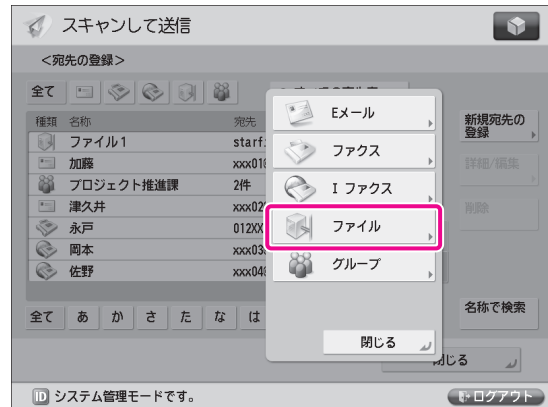 スキャンして送信
<宛先の登録>
全て
種類 名称 宛先
ファイル1 starf
加藤 xxx01
プロジェクト推進課 2件
津久井 xxx02
永戸 012XX
岡本 xxx03
佐野 xxx04
全て あ か さ た な は
Eメール
ファクス
I ファクス
ファイル
グループ
閉じる
新規宛先の
登録
詳細/編集
削除
名称で検索
じる
ID システム管理モードです。
ログアウト